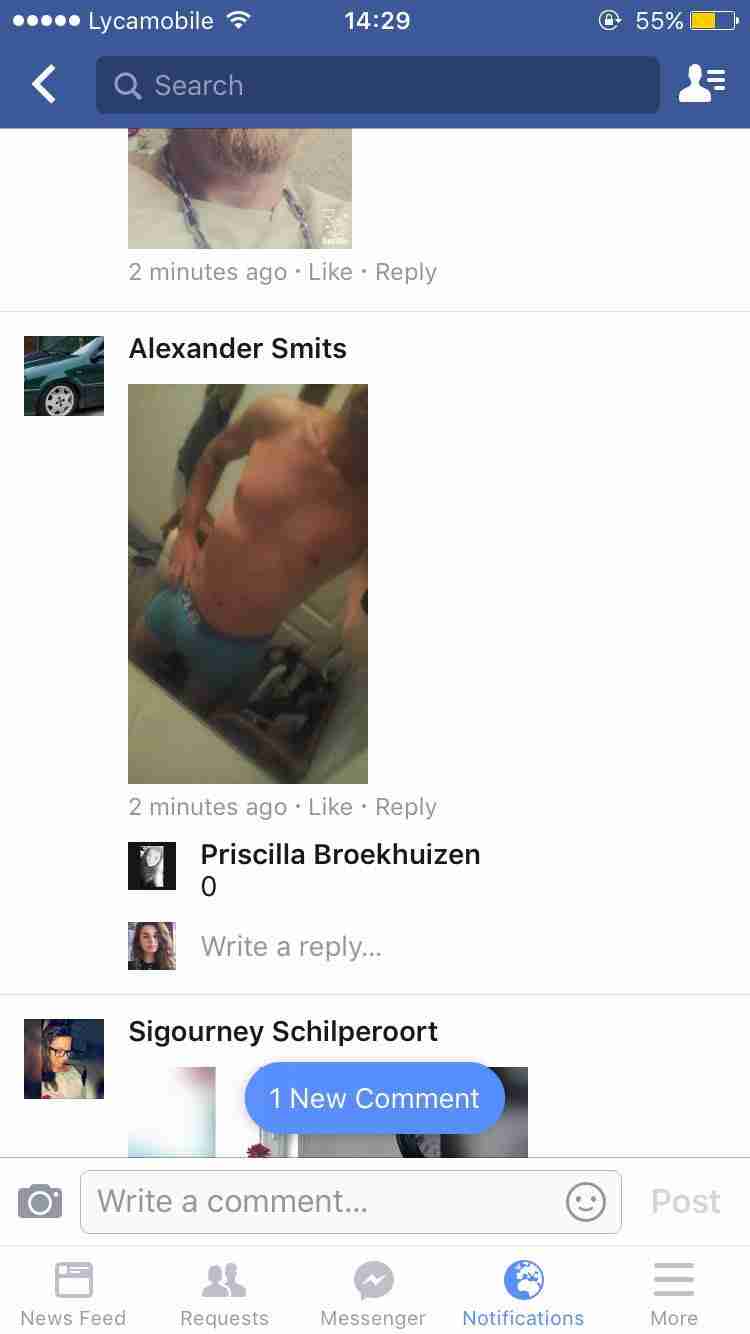 Lycamobile
14:29
55%
Search
2 minutes ago · Like · Reply
Alexander Smits
2 minutes ago · Like · Reply
Priscilla Broekhuizen
0
Write a reply...
Sigourney Schilperoort
1 New Comment
Write a comment...
Post
News Feed
Requests
Messenger
Notifications
More